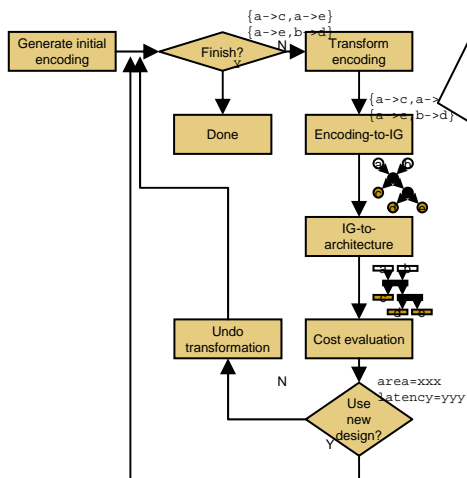 {a->c,a->e}
{a->e,b->d}
Generate initial
encoding
Finish?
Y
N
Transform
encoding
Done
{a->c,a->
{a->e,b->d}
Encoding-to-IG
a b
c
d e
IG-to-
architecture
Undo
transformation
Cost evaluation
N
area=xxx
latency=yyy
Use
new
design?
Y